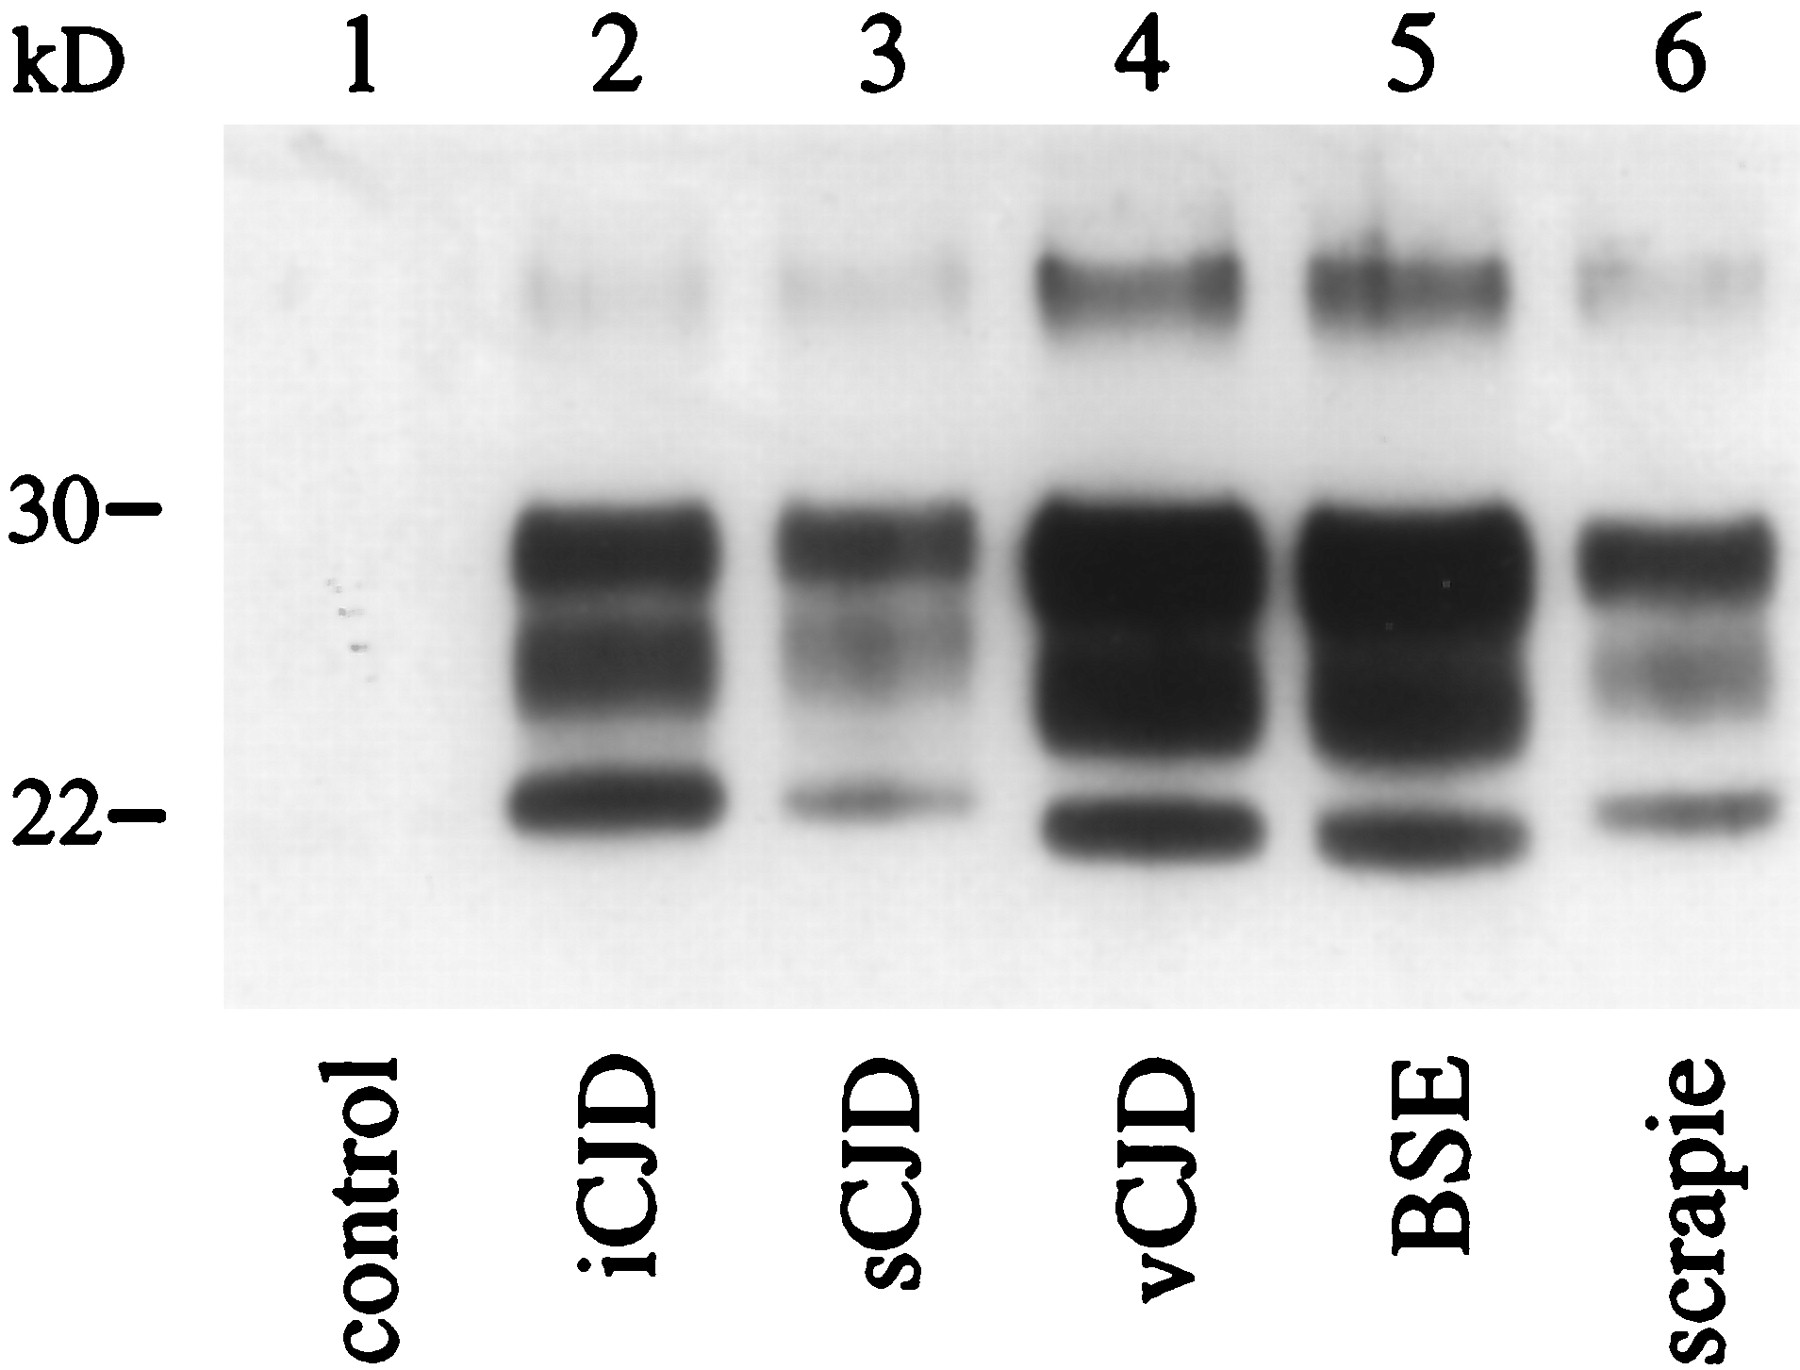 kD 1 2 3 4 5 6
30
22
control iCJD sCJD vCJD BSE scrapie